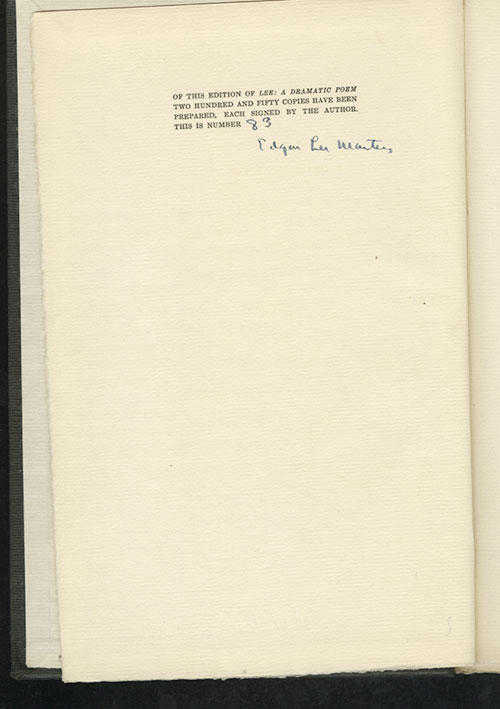 OF THIS EDITION OF LEE: A DRAMATIC POEM
TWO HUNDRED AND FIFTY COPIES HAVE BEEN
PREPARED, EACH SIGNED BY THE AUTHOR.
THIS IS NUMBER 83
Edgar Lee Masters